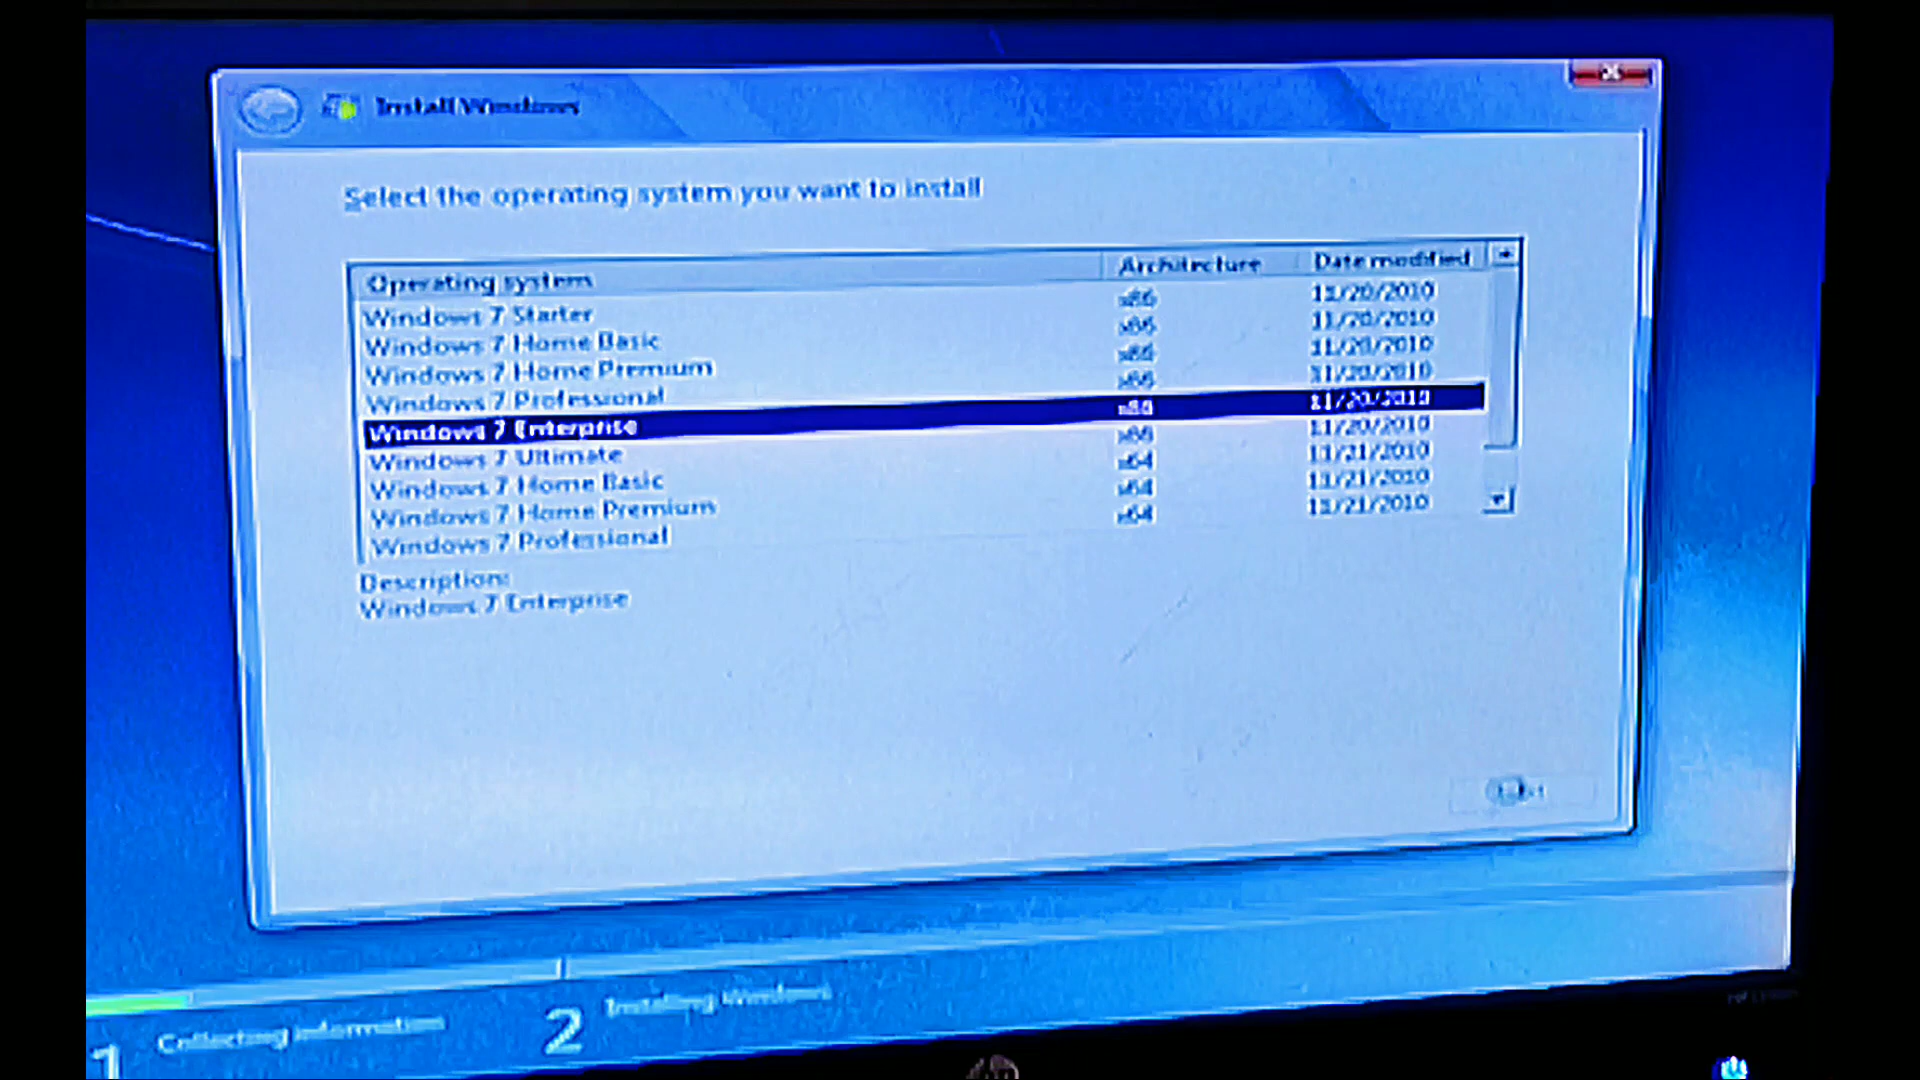 Install Windows
Select the operating system you want to install
Operating system Architecture Date modified
Windows 7 Starter x86 11/20/2010
Windows 7 Home Basic x86 11/20/2010
Windows 7 Home Premium x86 11/20/2010
Windows 7 Professional x86 11/20/2010
Windows 7 Enterprise x86 11/20/2010
Windows 7 Ultimate x86 11/20/2010
Windows 7 Home Basic x64 11/21/2010
Windows 7 Home Premium x64 11/21/2010
Windows 7 Professional x64 11/21/2010
Description:
Windows 7 Enterprise
1 Collecting information
2 Installing Windows
hp